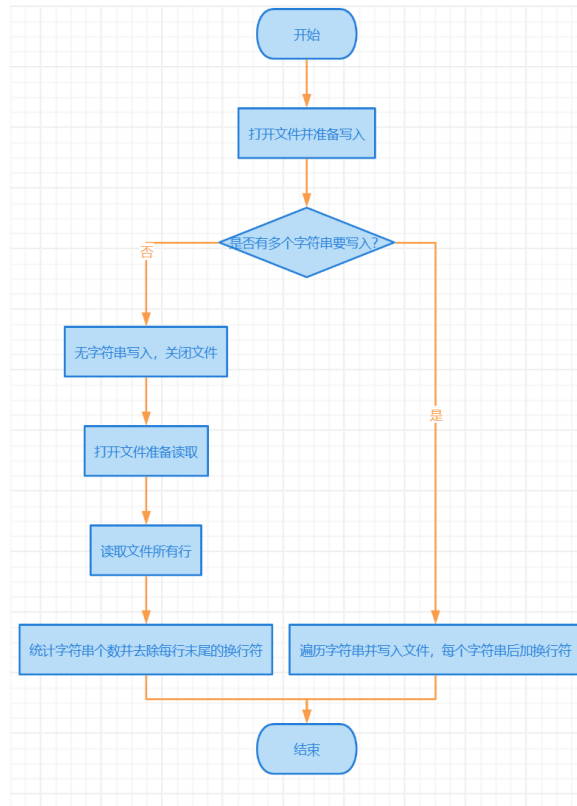 开始
打开文件并准备写入
是否有多个字符串要写入?
否
无字符串写入，关闭文件
打开文件准备读取
是
读取文件所有行
统计字符串个数并去除每行末尾的换行符
遍历字符串并写入文件，每个字符串后加换行符
结束